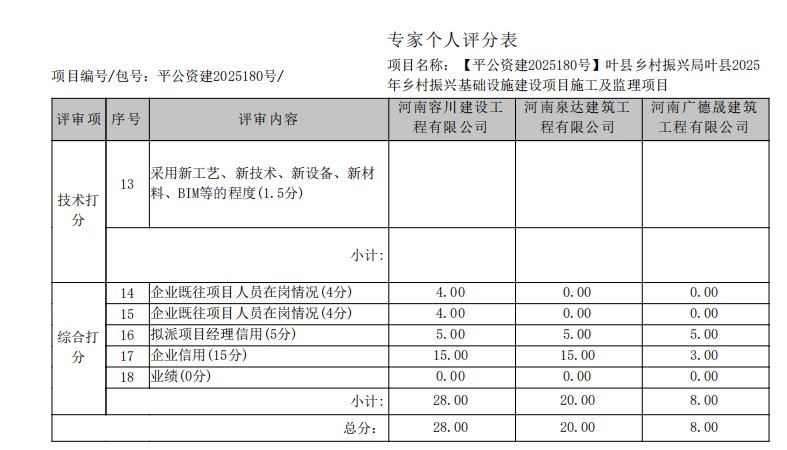 专家个人评分表
项目编号/包号：平公资建2025180号/
项目名称：【平公资建2025180号】叶县乡村振兴局叶县2025
年乡村振兴基础设施建设项目施工及监理项目
评审项 序号 评审内容 河南容川建设工程有限公司 河南泉达建筑工程有限公司 河南广德晟建筑工程有限公司
技术打分
13 采用新工艺、新技术、新设备、新材
料、BIM等的程度(1.5分)
小计:
综合打分
14 企业既往项目人员在岗情况(4分) 4.00 0.00 0.00
15 企业既往项目人员在岗情况(4分) 4.00 0.00 0.00
16 拟派项目经理信用(5分) 5.00 5.00 5.00
17 企业信用(15分) 15.00 15.00 3.00
18 业绩(0分) 0.00 0.00 0.00
小计: 28.00 20.00 8.00
总分： 28.00 20.00 8.00